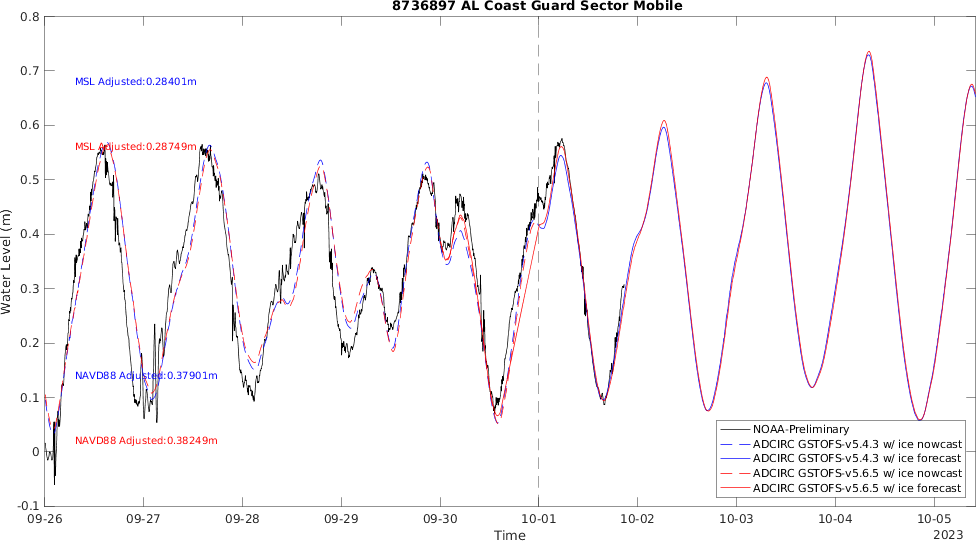 8736897 AL Coast Guard Sector Mobile
0.8
0.7
0.6
0.5
0.4
0.3
0.2
0.1
0
-0.1
Water Level (m)
MSL Adjusted:0.28401m
MSL Adjusted:0.28749m
NAVD88 Adjusted:0.37901m
NAVD88 Adjusted:0.38249m
NOAA-Preliminary
ADCIRC GSTOFS-v5.4.3 w/ ice nowcast
ADCIRC GSTOFS-v5.4.3 w/ ice forecast
ADCIRC GSTOFS-v5.6.5 w/ ice nowcast
ADCIRC GSTOFS-v5.6.5 w/ ice forecast
09-26 09-27 09-28 09-29 09-30 10-01 10-02 10-03 10-04 10-05
Time
2023